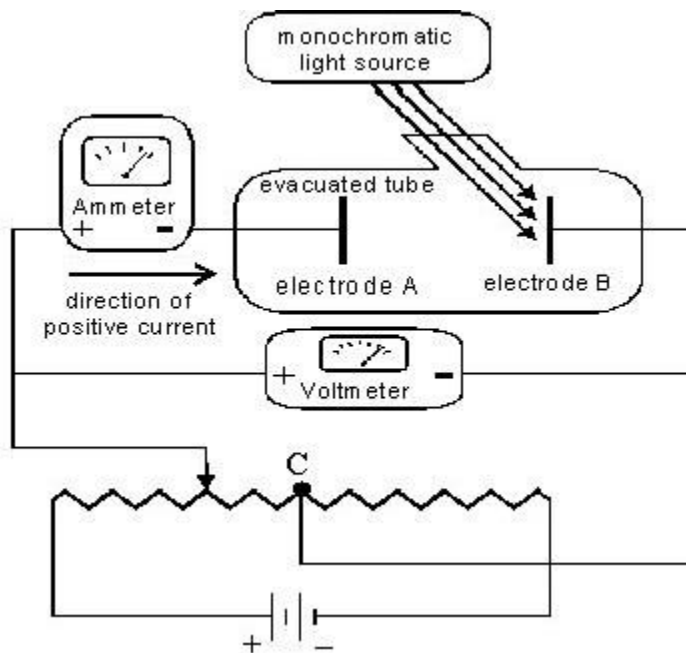 monochromatic
light source
evacuated tube
Ammeter
+ -
electrode A
electrode B
direction of
positive current
+ -
Voltmeter
C
+ -